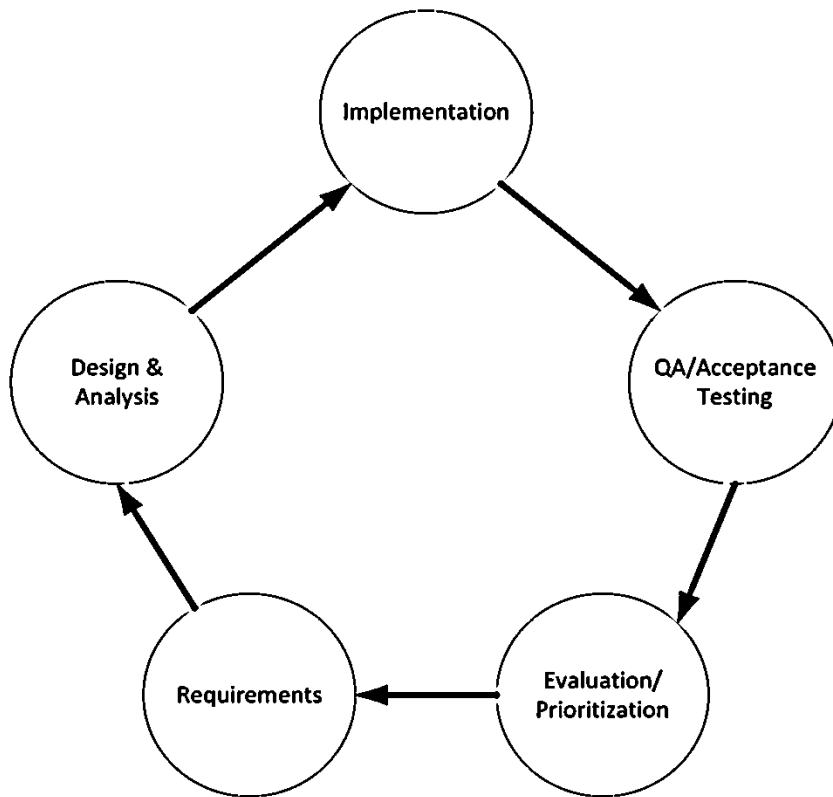 Implementation
Design &
Analysis
QA/Acceptance
Testing
Requirements
Evaluation/
Prioritization